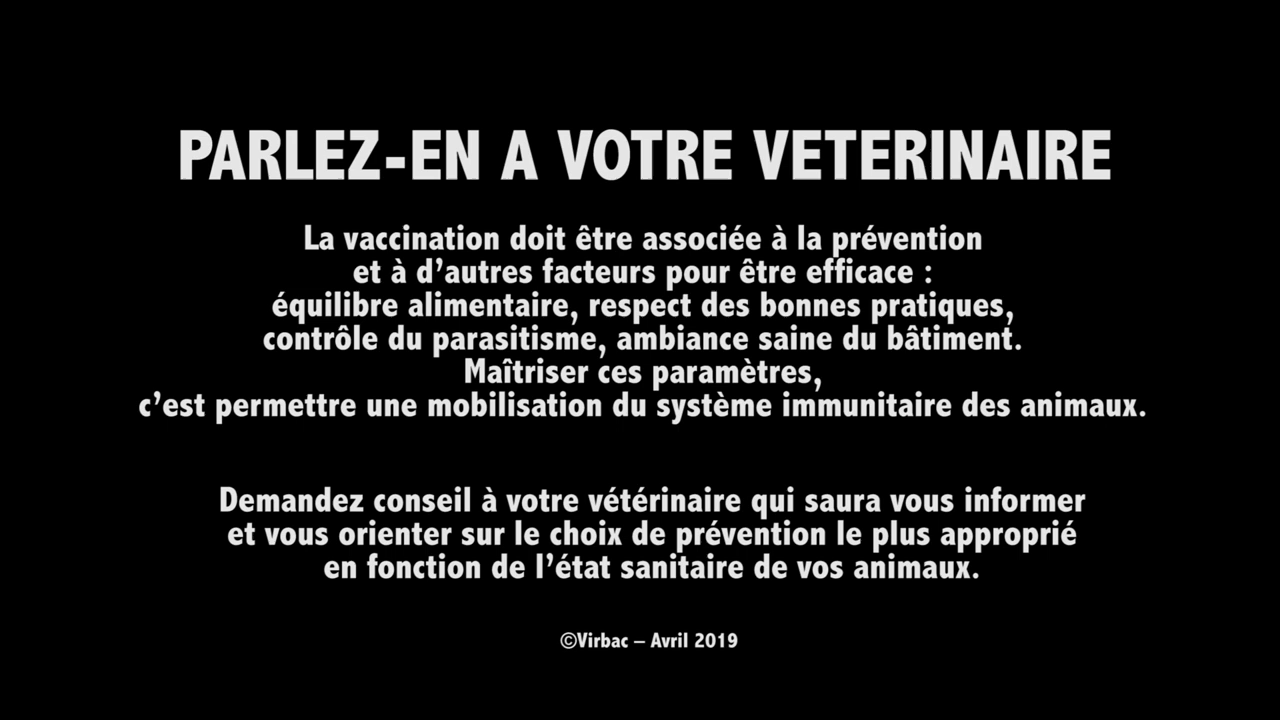 PARLEZ-EN A VOTRE VETERINAIRE
La vaccination doit être associée à la prévention
et à d’autres facteurs pour être efficace :
équilibre alimentaire, respect des bonnes pratiques,
contrôle du parasitisme, ambiance saine du bâtiment.
Maîtriser ces paramètres,
c’est permettre une mobilisation du système immunitaire des animaux.
Demandez conseil à votre vétérinaire qui saura vous informer
et vous orienter sur le choix de prévention le plus approprié
en fonction de l’état sanitaire de vos animaux.
©Virbac – Avril 2019